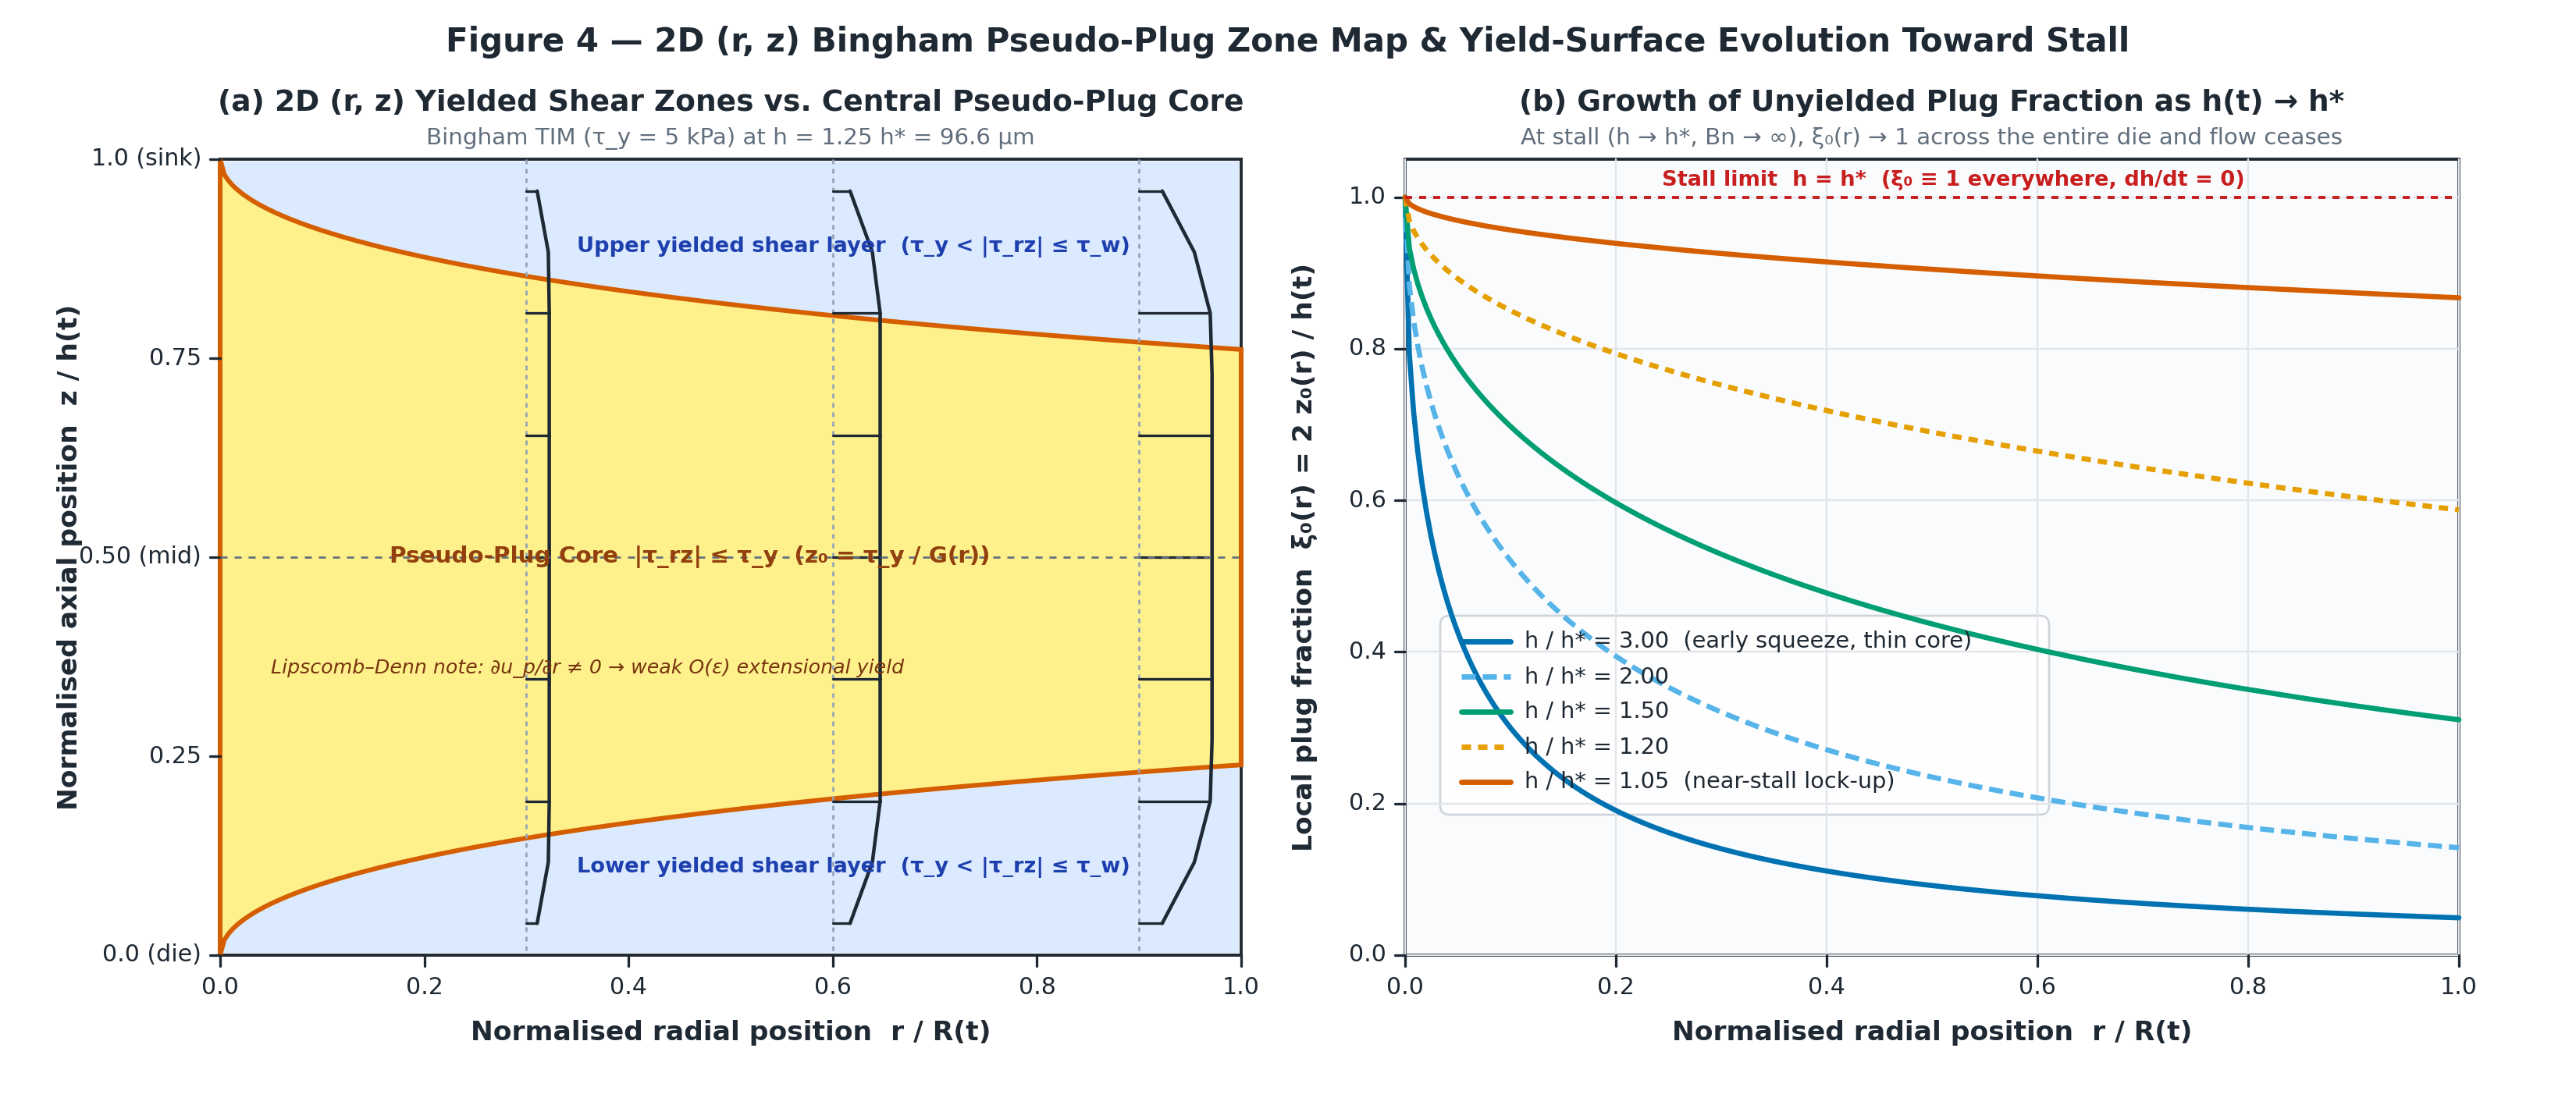 Figure 4 — 2D (r, z) Bingham Pseudo-Plug Zone Map & Yield-Surface Evolution Toward Stall
(a) 2D (r, z) Yielded Shear Zones vs. Central Pseudo-Plug Core
Bingham TIM (τ_y = 5 kPa) at h = 1.25 h* = 96.6 μm
Normalised axial position z / h(t)
1.0 (sink)
0.75
0.50 (mid)
0.25
0.0 (die)
Upper yielded shear layer (τ_y < |τ_rz| ≤ τ_w)
Pseudo-Plug Core |τ_rz| ≤ τ_y (z₀ = τ_y / G(r))
Lipscomb–Denn note: ∂u_p/∂r ≠ 0 → weak O(ε) extensional yield
Lower yielded shear layer (τ_y < |τ_rz| ≤ τ_w)
0.0 0.2 0.4 0.6 0.8 1.0
Normalised radial position r / R(t)
(b) Growth of Unyielded Plug Fraction as h(t) → h*
At stall (h → h*, Bn → ∞), ξ₀(r) → 1 across the entire die and flow ceases
Local plug fraction ξ₀(r) = 2 z₀(r) / h(t)
1.0
0.8
0.6
0.4
0.2
0.0
Stall limit h = h* (ξ₀ ≡ 1 everywhere, dh/dt = 0)
h / h* = 3.00 (early squeeze, thin core)
h / h* = 2.00
h / h* = 1.50
h / h* = 1.20
h / h* = 1.05 (near-stall lock-up)
0.0 0.2 0.4 0.6 0.8 1.0
Normalised radial position r / R(t)